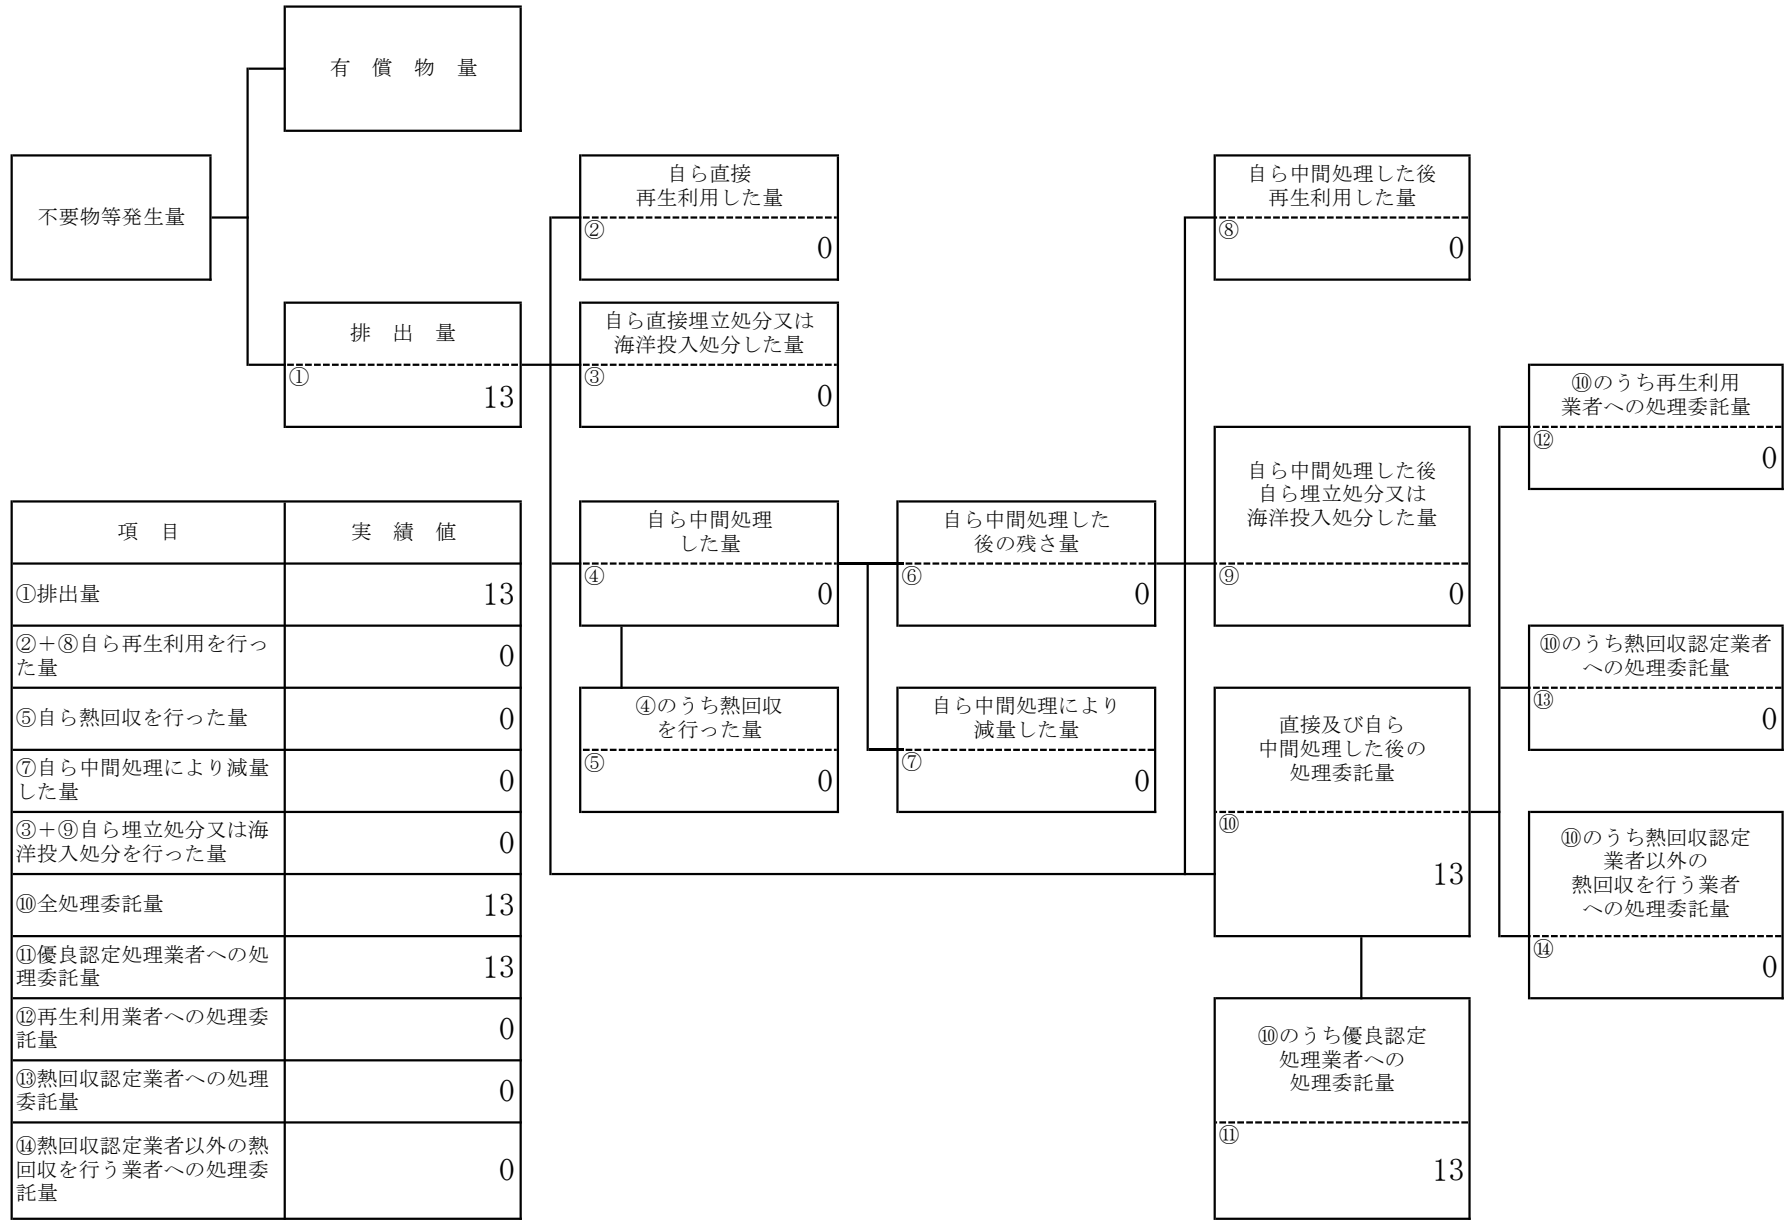 有 償 物 量
不要物等発生量
排 出 量
①
13
自ら直接
再生利用した量
②
0
自ら直接埋立処分又は
海洋投入処分した量
③
0
自ら中間処理
した量
④
0
④のうち熱回収
を行った量
⑤
0
自ら中間処理した
後の残さ量
⑥
0
自ら中間処理により
減量した量
⑦
0
自ら中間処理した後
再生利用した量
⑧
0
自ら中間処理した後
自ら埋立処分又は
海洋投入処分した量
⑨
0
直接及び自ら
中間処理した後の
処理委託量
⑩
13
⑩のうち優良認定
処理業者への
処理委託量
⑪
13
⑩のうち再生利用
業者への処理委託量
⑫
0
⑩のうち熱回収認定業者
への処理委託量
⑬
0
⑩のうち熱回収認定
業者以外の
熱回収を行う業者
への処理委託量
⑭
0
項 目 実 績 値
①排出量 13
②+⑧自ら再生利用を行っ
た量 0
⑤自ら熱回収を行った量 0
⑦自ら中間処理により減量
した量 0
③+⑨自ら埋立処分又は海
洋投入処分を行った量 0
⑩全処理委託量 13
⑪優良認定処理業者への処
理委託量 13
⑫再生利用業者への処理委
託量 0
⑬熱回収認定業者への処理
委託量 0
⑭熱回収認定業者以外の熱
回収を行う業者への処理委
託量 0